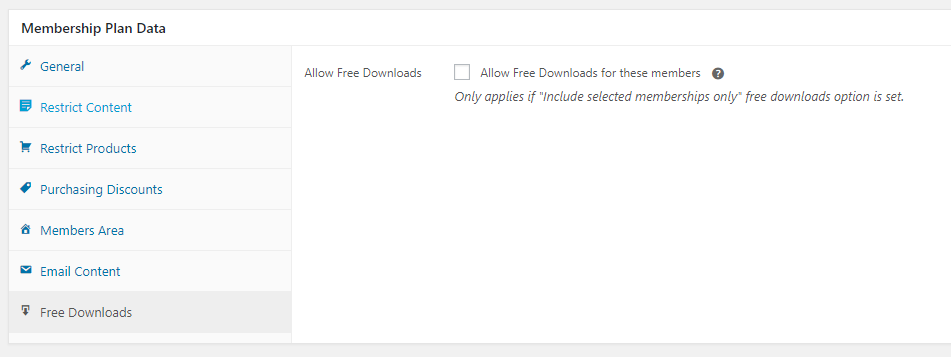 Membership Plan Data
General
Restrict Content
Restrict Products
Purchasing Discounts
Members Area
Email Content
Free Downloads
Allow Free Downloads
Allow Free Downloads for these members ?
Only applies if "Include selected memberships only" free downloads option is set.